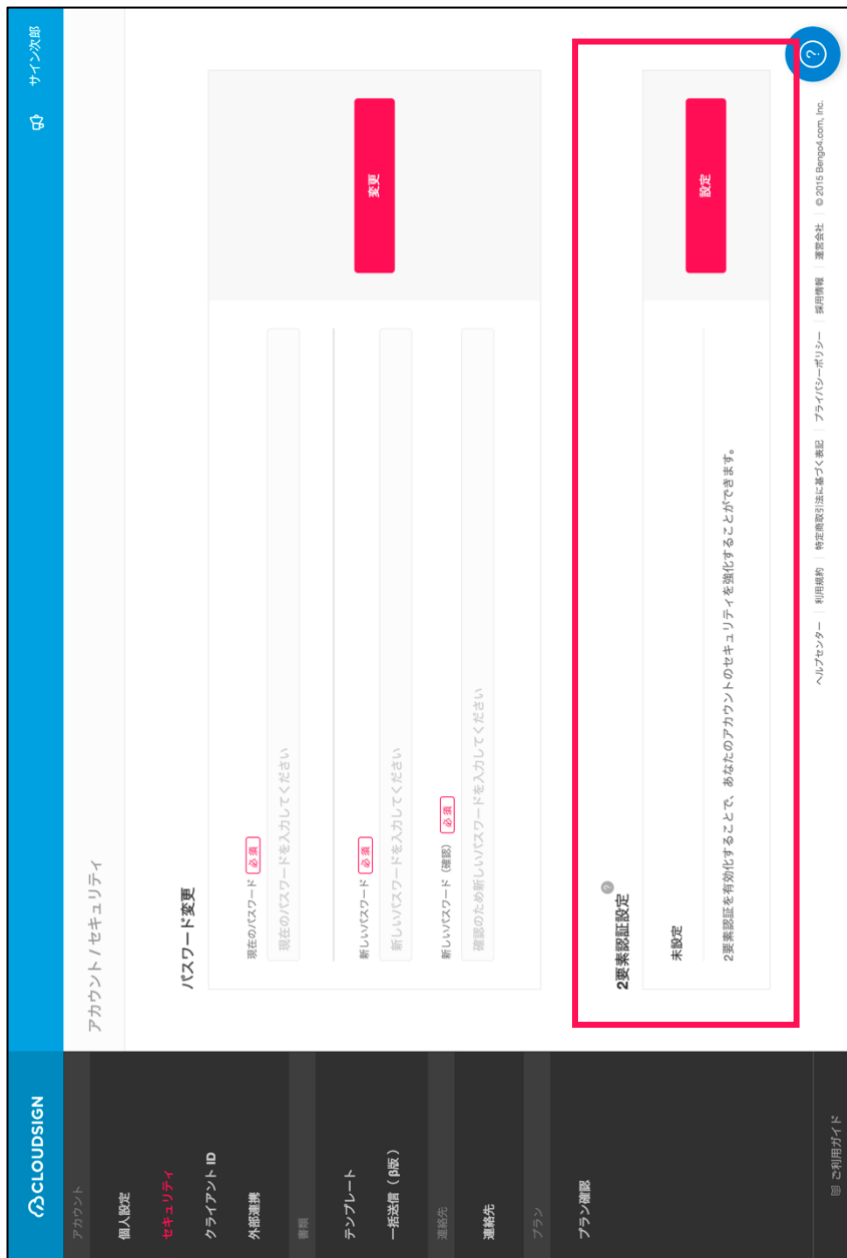 CLOUDSIGN
サイン次郎
アカウント
個人設定
セキュリティ
クライアント ID
外部連携
書類
テンプレート
一括送信（β版）
連絡先
連絡先
プラン
プラン確認
ご利用ガイド
アカウント / セキュリティ
パスワード変更
現在のパスワード 必須
現在のパスワードを入力してください
新しいパスワード 必須
新しいパスワードを入力してください
新しいパスワード（確認） 必須
確認のため新しいパスワードを入力してください
変更
2要素認証設定 ?
未設定
2要素認証を有効化することで、あなたのアカウントのセキュリティを強化することができます。
設定
?
ヘルプセンター | 利用規約 | 特定商取引法に基づく表記 | プライバシーポリシー | 採用情報 | 運営会社 | © 2015 Bengo4.com, Inc.